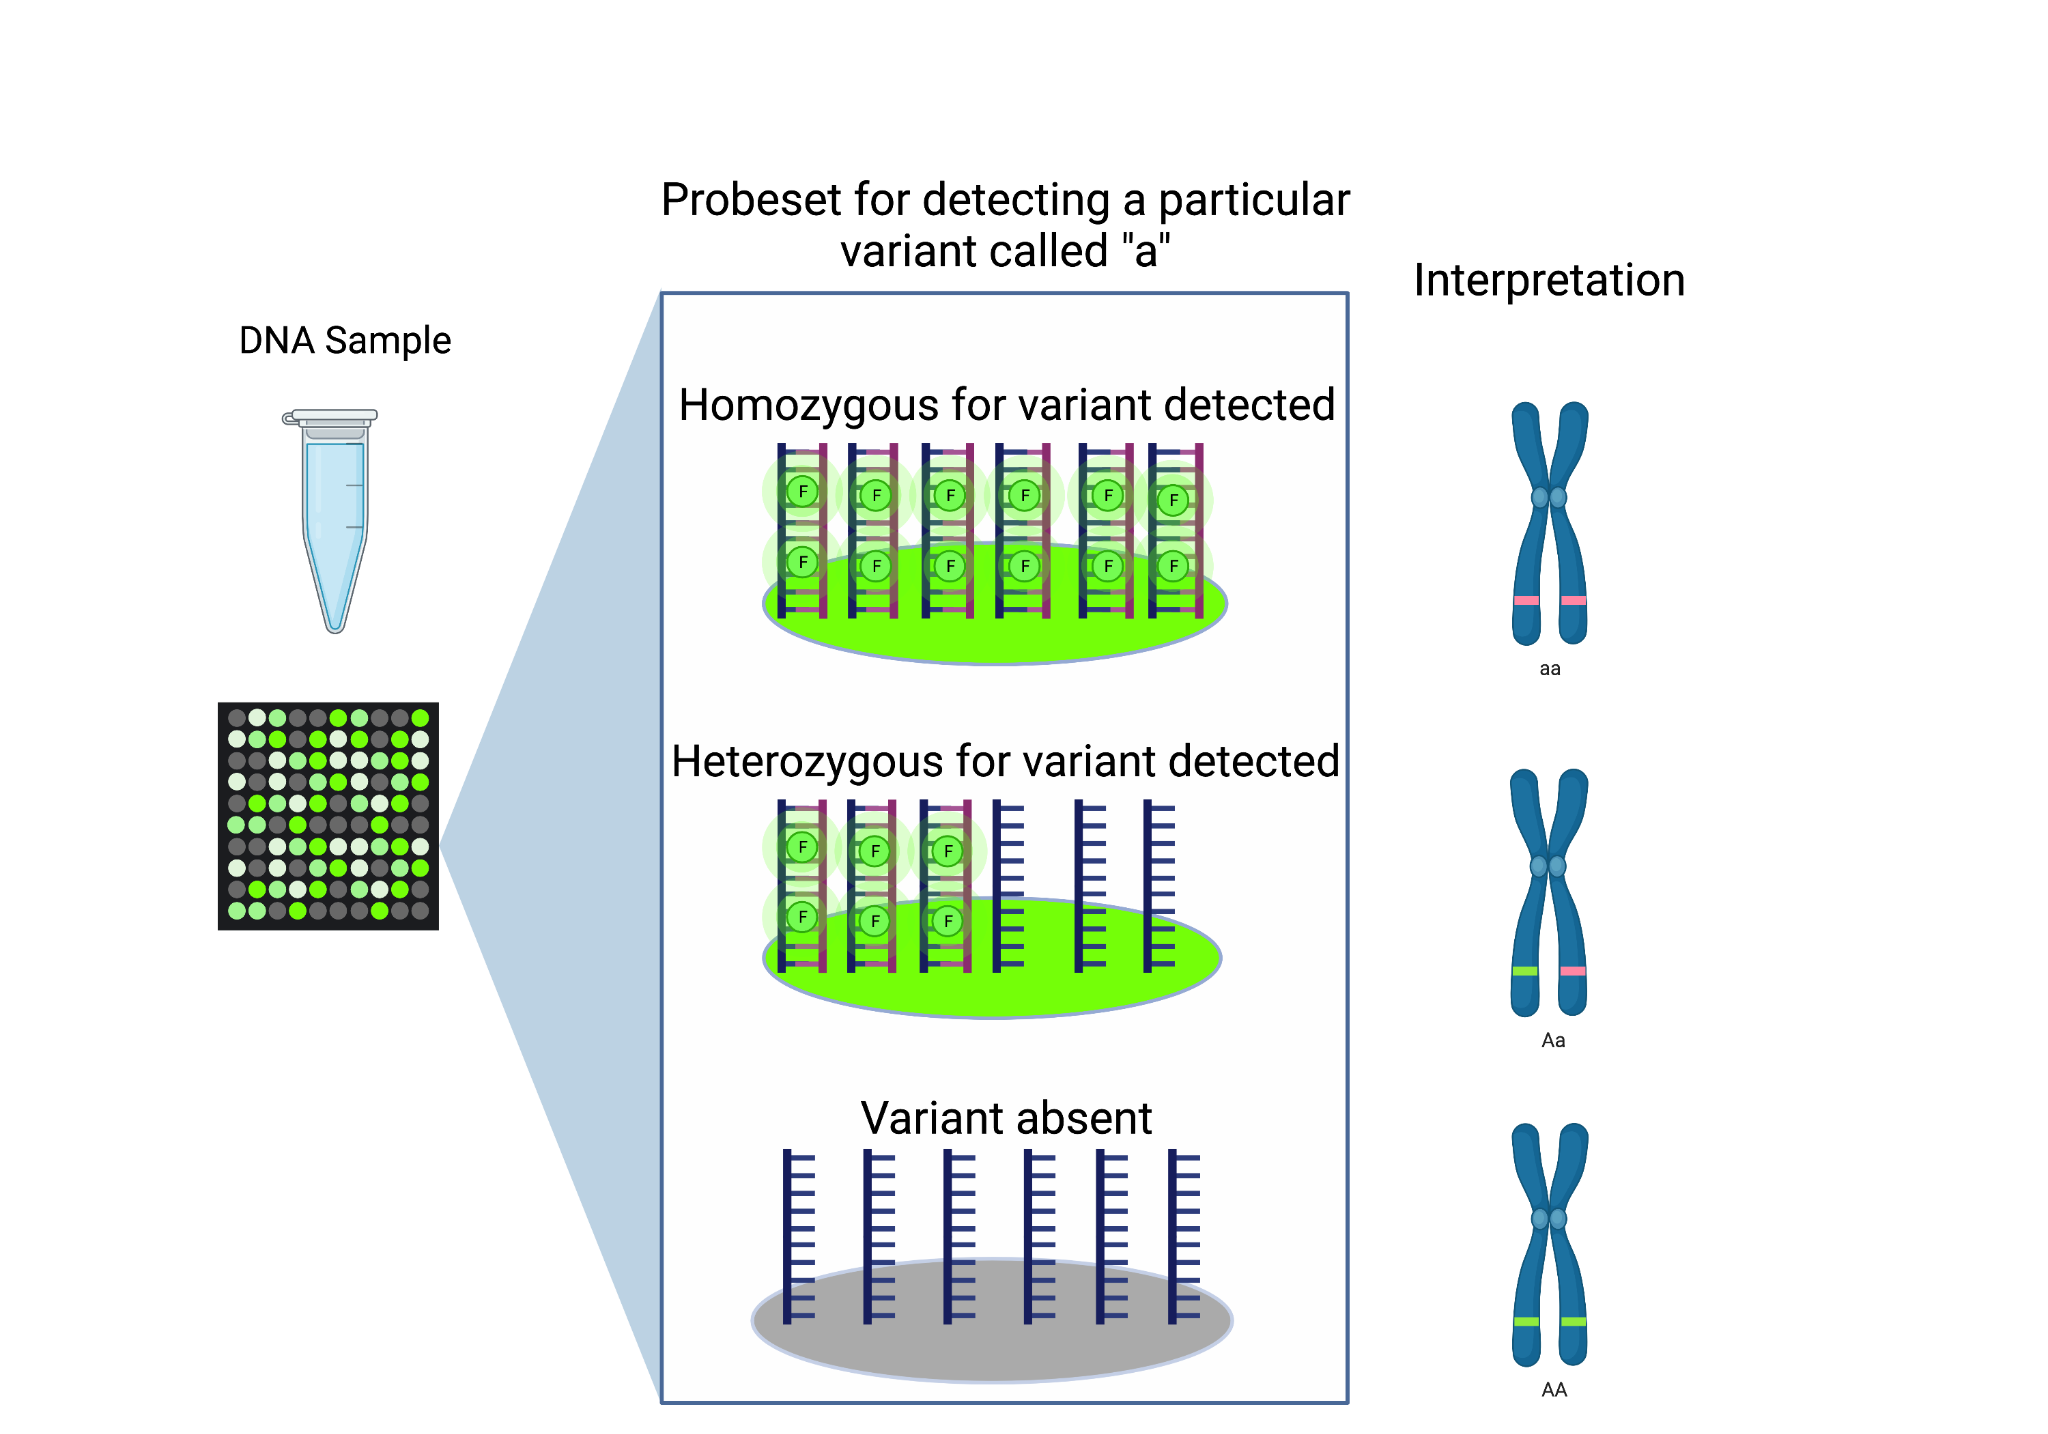 Probeset for detecting a particular
variant called "a"
Interpretation
DNA Sample
Homozygous for variant detected
F F F F F F
F F F F F F
aa
Heterozygous for variant detected
F F F
F F F
Aa
Variant absent
AA